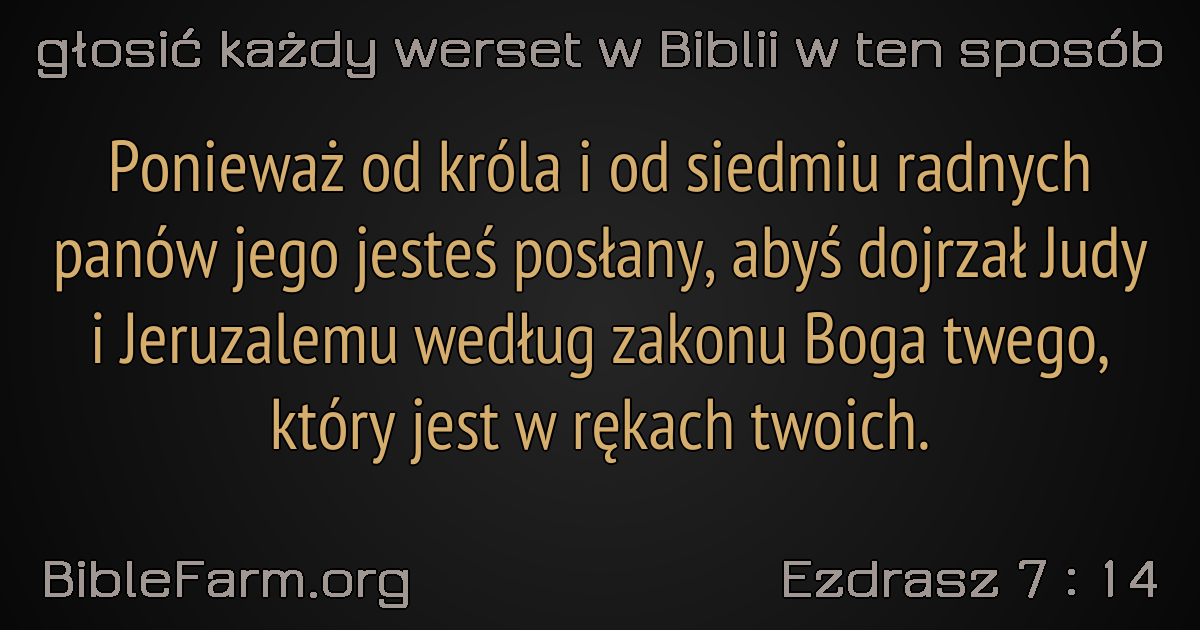 głosić każdy werset w Biblii w ten sposób
Ponieważ od króla i od siedmiu radnych
panów jego jesteś posłany, abyś dojrzał Judy
i Jeruzalemu według zakonu Boga twego,
który jest w rękach twoich.
BibleFarm.org
Ezdrasz 7 : 14